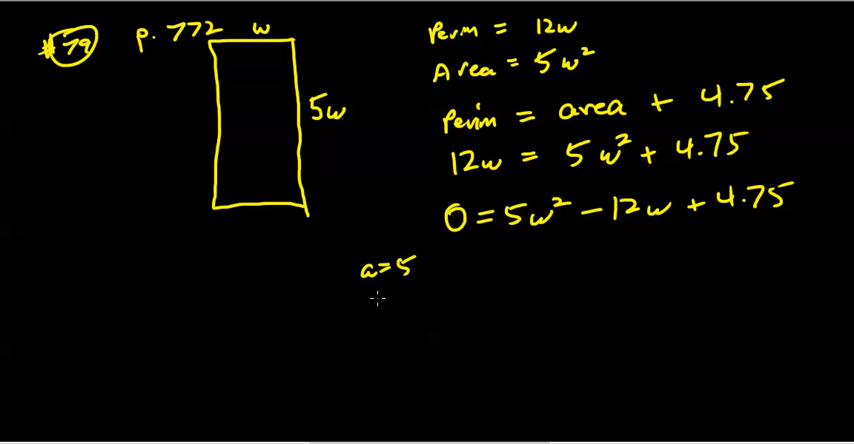 #79 p. 772
w
5w
Perim = 12w
Area = 5w²
Perim = area + 4.75
12w = 5w² + 4.75
0 = 5w² - 12w + 4.75
a = 5